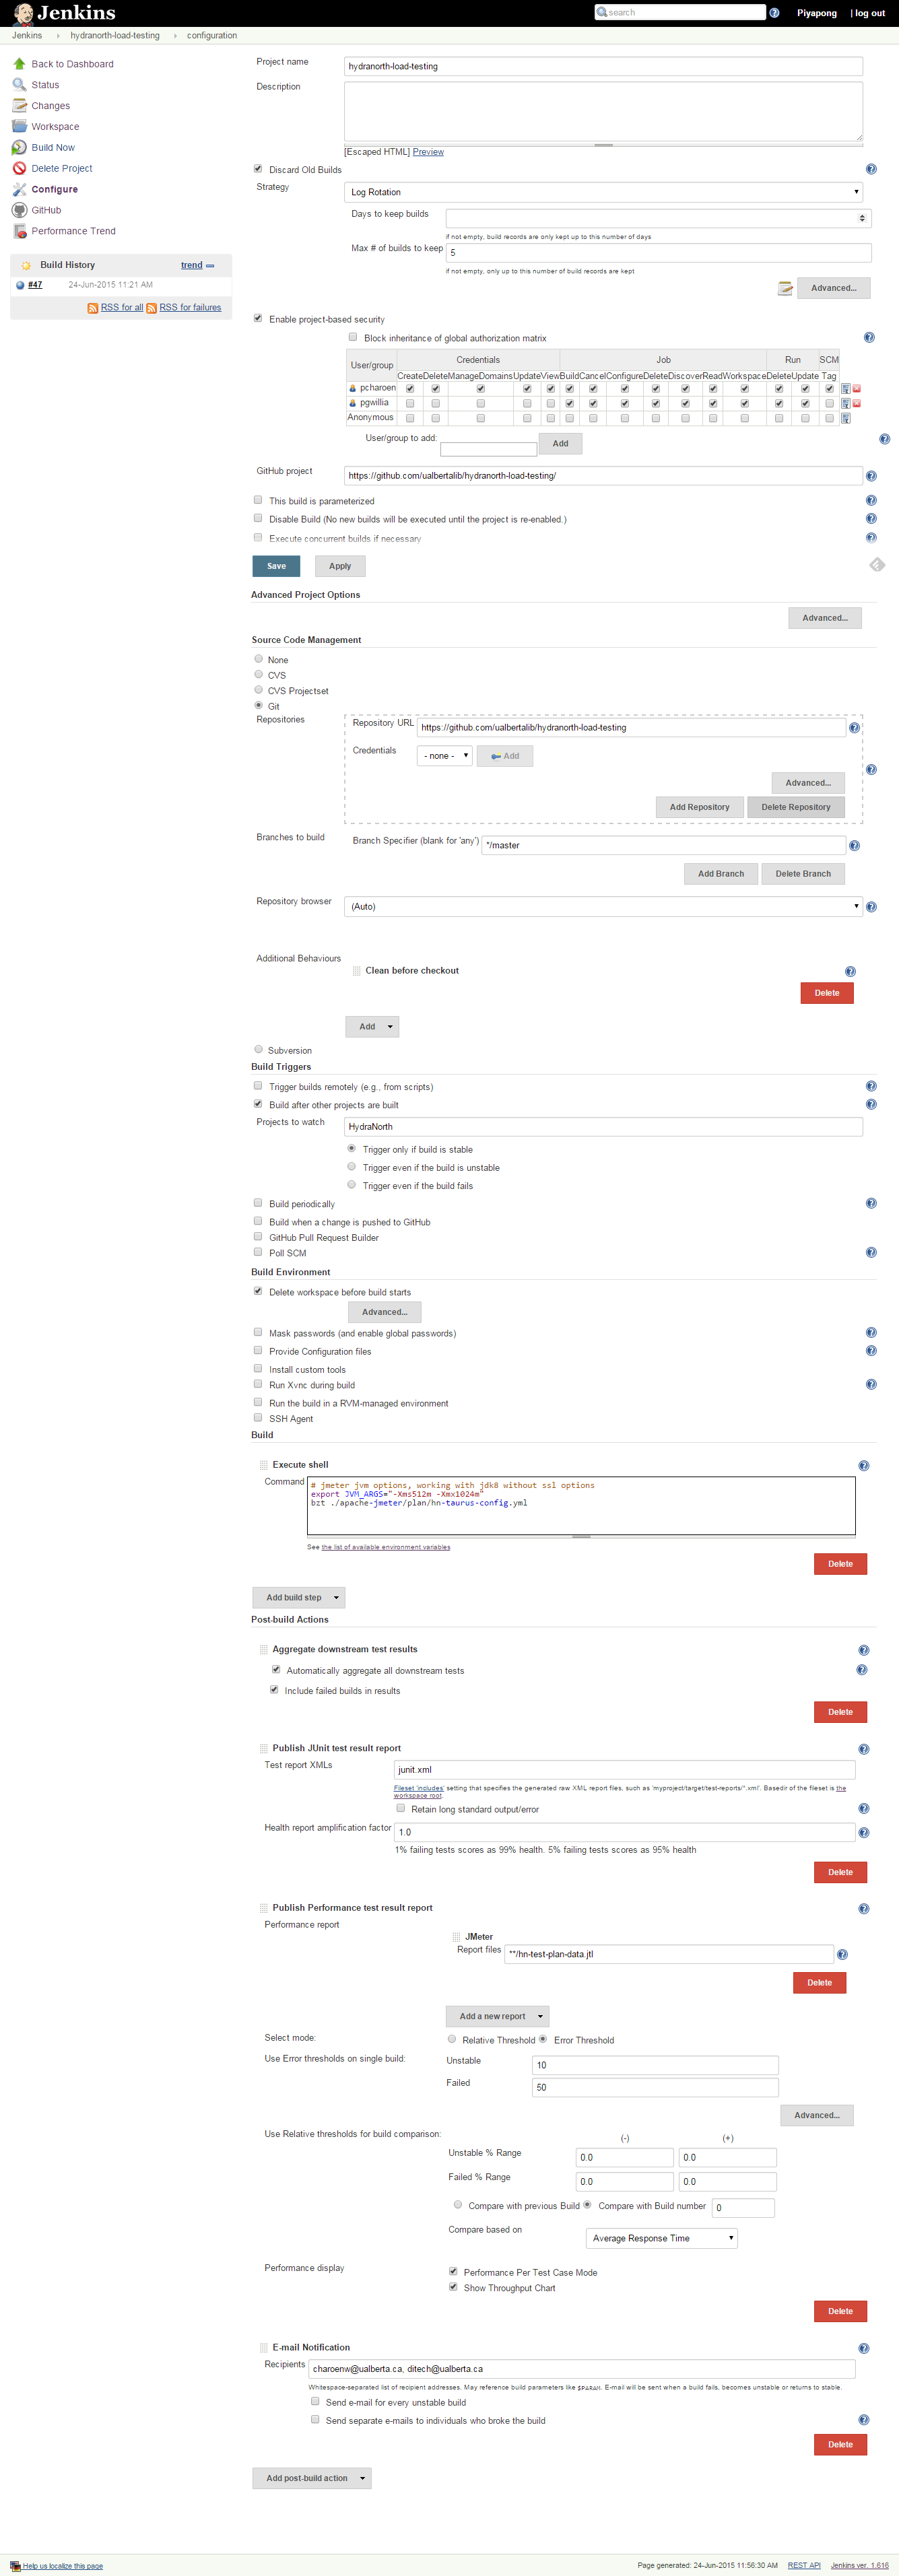 Jenkins
search
Piyapong
| log out
Jenkins
hydranorth-load-testing
configuration
Back to Dashboard
Status
Changes
Workspace
Build Now
Delete Project
Configure
GitHub
Performance Trend
Build History
trend
#47
24-Jun-2015 11:21 AM
RSS for all
RSS for failures
Project name
hydranorth-load-testing
Description
[Escaped HTML] Preview
Discard Old Builds
Strategy
Log Rotation
Days to keep builds
if not empty, build records are only kept up to this number of days
Max # of builds to keep
5
if not empty, only up to this number of build records are kept
Advanced...
Enable project-based security
Block inheritance of global authorization matrix
User/group
Credentials
Job
Run
SCM
Create Delete ManageDomains Update View Build Cancel Configure Delete Discover Read Workspace Delete Update Tag
pcharoen
pgwillia
Anonymous
User/group to add:
Add
GitHub project
https://github.com/ualbertalib/hydranorth-load-testing/
This build is parameterized
Disable Build (No new builds will be executed until the project is re-enabled.)
Execute concurrent builds if necessary
Save
Apply
Advanced Project Options
Advanced...
Source Code Management
None
CVS
CVS Projectset
Git
Repositories
Repository URL
https://github.com/ualbertalib/hydranorth-load-testing
Credentials
- none -
Add
Advanced...
Add Repository
Delete Repository
Branches to build
Branch Specifier (blank for 'any')
*/master
Add Branch
Delete Branch
Repository browser
(Auto)
Additional Behaviours
Clean before checkout
Delete
Add
Subversion
Build Triggers
Trigger builds remotely (e.g., from scripts)
Build after other projects are built
Projects to watch
HydraNorth
Trigger only if build is stable
Trigger even if the build is unstable
Trigger even if the build fails
Build periodically
Build when a change is pushed to GitHub
GitHub Pull Request Builder
Poll SCM
Build Environment
Delete workspace before build starts
Advanced...
Mask passwords (and enable global passwords)
Provide Configuration files
Install custom tools
Run Xvnc during build
Run the build in a RVM-managed environment
SSH Agent
Build
Execute shell
Command
# jmeter jvm options, working with jdk8 without ssl options
export JVM_ARGS="-Xms512m -Xmx1024m"
bzt ./apache-jmeter/plan/hn-taurus-config.yml
See the list of available environment variables
Delete
Add build step
Post-build Actions
Aggregate downstream test results
Automatically aggregate all downstream tests
Include failed builds in results
Delete
Publish JUnit test result report
Test report XMLs
junit.xml
Fileset 'includes' setting that specifies the generated raw XML report files, such as 'myproject/target/test-reports/*.xml'. Basedir of the fileset is the
workspace root.
Retain long standard output/error
Health report amplification factor
1.0
1% failing tests scores as 99% health. 5% failing tests scores as 95% health
Delete
Publish Performance test result report
Performance report
JMeter
Report files
**/hn-test-plan-data.jtl
Delete
Add a new report
Select mode:
Relative Threshold
Error Threshold
Use Error thresholds on single build:
Unstable
10
Failed
50
Advanced...
Use Relative thresholds for build comparison:
(-)
(+)
Unstable % Range
0.0
0.0
Failed % Range
0.0
0.0
Compare with previous Build
Compare with Build number
0
Compare based on
Average Response Time
Performance display
Performance Per Test Case Mode
Show Throughput Chart
Delete
E-mail Notification
Recipients
charoenw@ualberta.ca, ditech@ualberta.ca
Whitespace-separated list of recipient addresses. May reference build parameters like $PARAM. E-mail will be sent when a build fails, becomes unstable or returns to stable.
Send e-mail for every unstable build
Send separate e-mails to individuals who broke the build
Delete
Add post-build action
Help us localize this page
Page generated: 24-Jun-2015 11:56:30 AM
REST API
Jenkins ver. 1.616